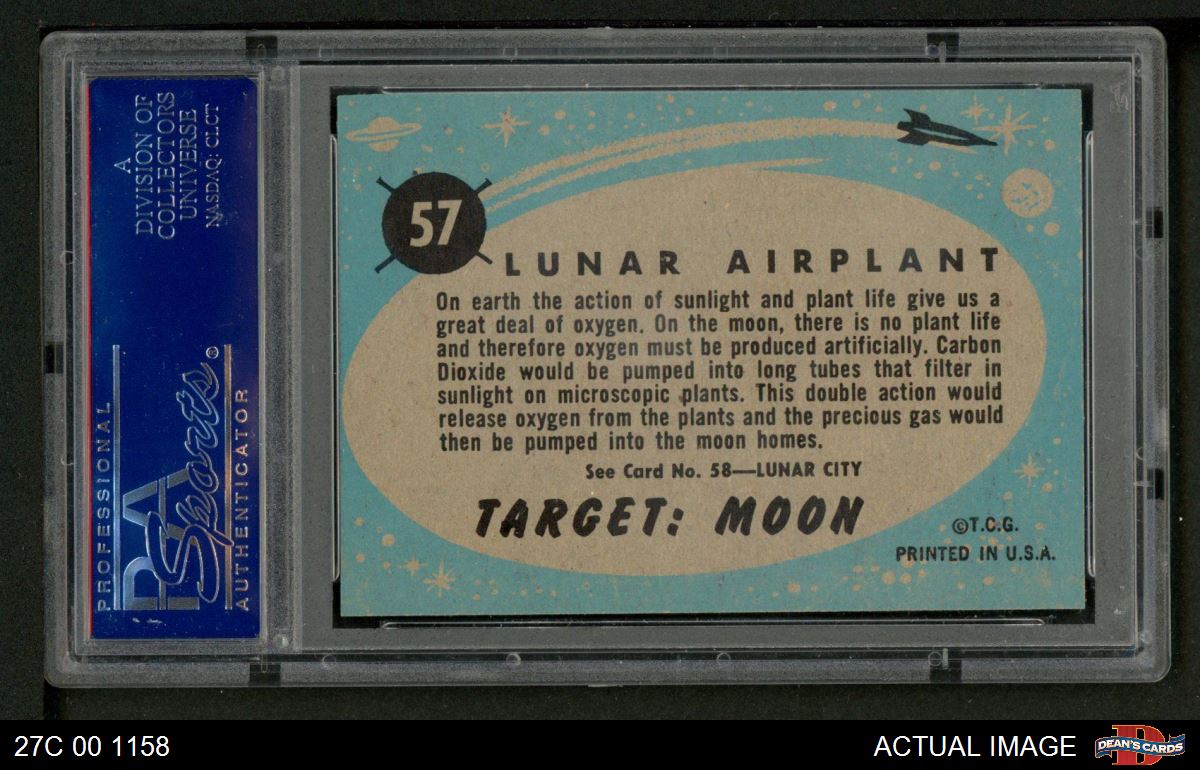 A
DIVISION OF
COLLECTORS
UNIVERSE
NASDAQ: CLCT
PROFESSIONAL
PSA
Sports®
AUTHENTICATOR
57
LUNAR AIRPLANT
On earth the action of sunlight and plant life give us a
great deal of oxygen. On the moon, there is no plant life
and therefore oxygen must be produced artificially. Carbon
Dioxide would be pumped into long tubes that filter in
sunlight on microscopic plants. This double action would
release oxygen from the plants and the precious gas would
then be pumped into the moon homes.
See Card No. 58—LUNAR CITY
TARGET: MOON
©T.C.G.
PRINTED IN U.S.A.
27C 00 1158
ACTUAL IMAGE
D
DEAN'S CARDS